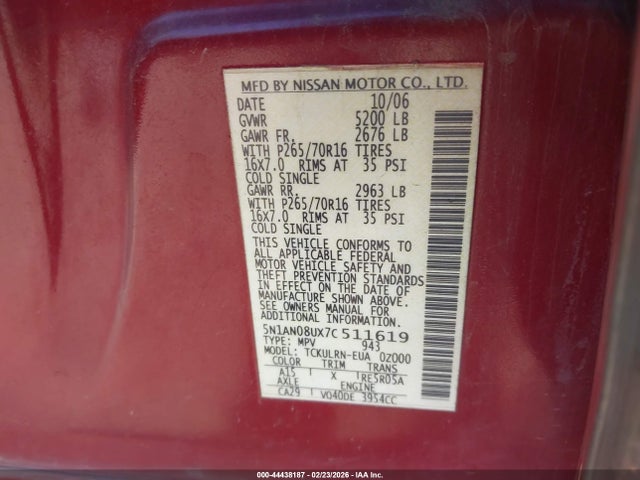 MFD BY NISSAN MOTOR CO., LTD.
DATE 10/06
GVWR 5200 LB
GAWR FR. 2676 LB
WITH P265/70R16 TIRES
16X7.0 RIMS AT 35 PSI
COLD SINGLE
GAWR RR. 2963 LB
WITH P265/70R16 TIRES
16X7.0 RIMS AT 35 PSI
COLD SINGLE
THIS VEHICLE CONFORMS TO
ALL APPLICABLE FEDERAL
MOTOR VEHICLE SAFETY AND
THEFT PREVENTION STANDARDS
IN EFFECT ON THE DATE OF
MANUFACTURE SHOWN ABOVE.
SEE OWNERS MANUAL FOR
ADDITIONAL INFORMATION
5N1AN08UX7C511619
TYPE: MPV 943
MODEL: TCKULRN-EUA 0Z000
COLOR TRIM TRANS
A15 X RE5R05A
AXLE ENGINE
CA29 VQ40DE 3954CC
000-44438187 - 02/23/2026 - IAA Inc.